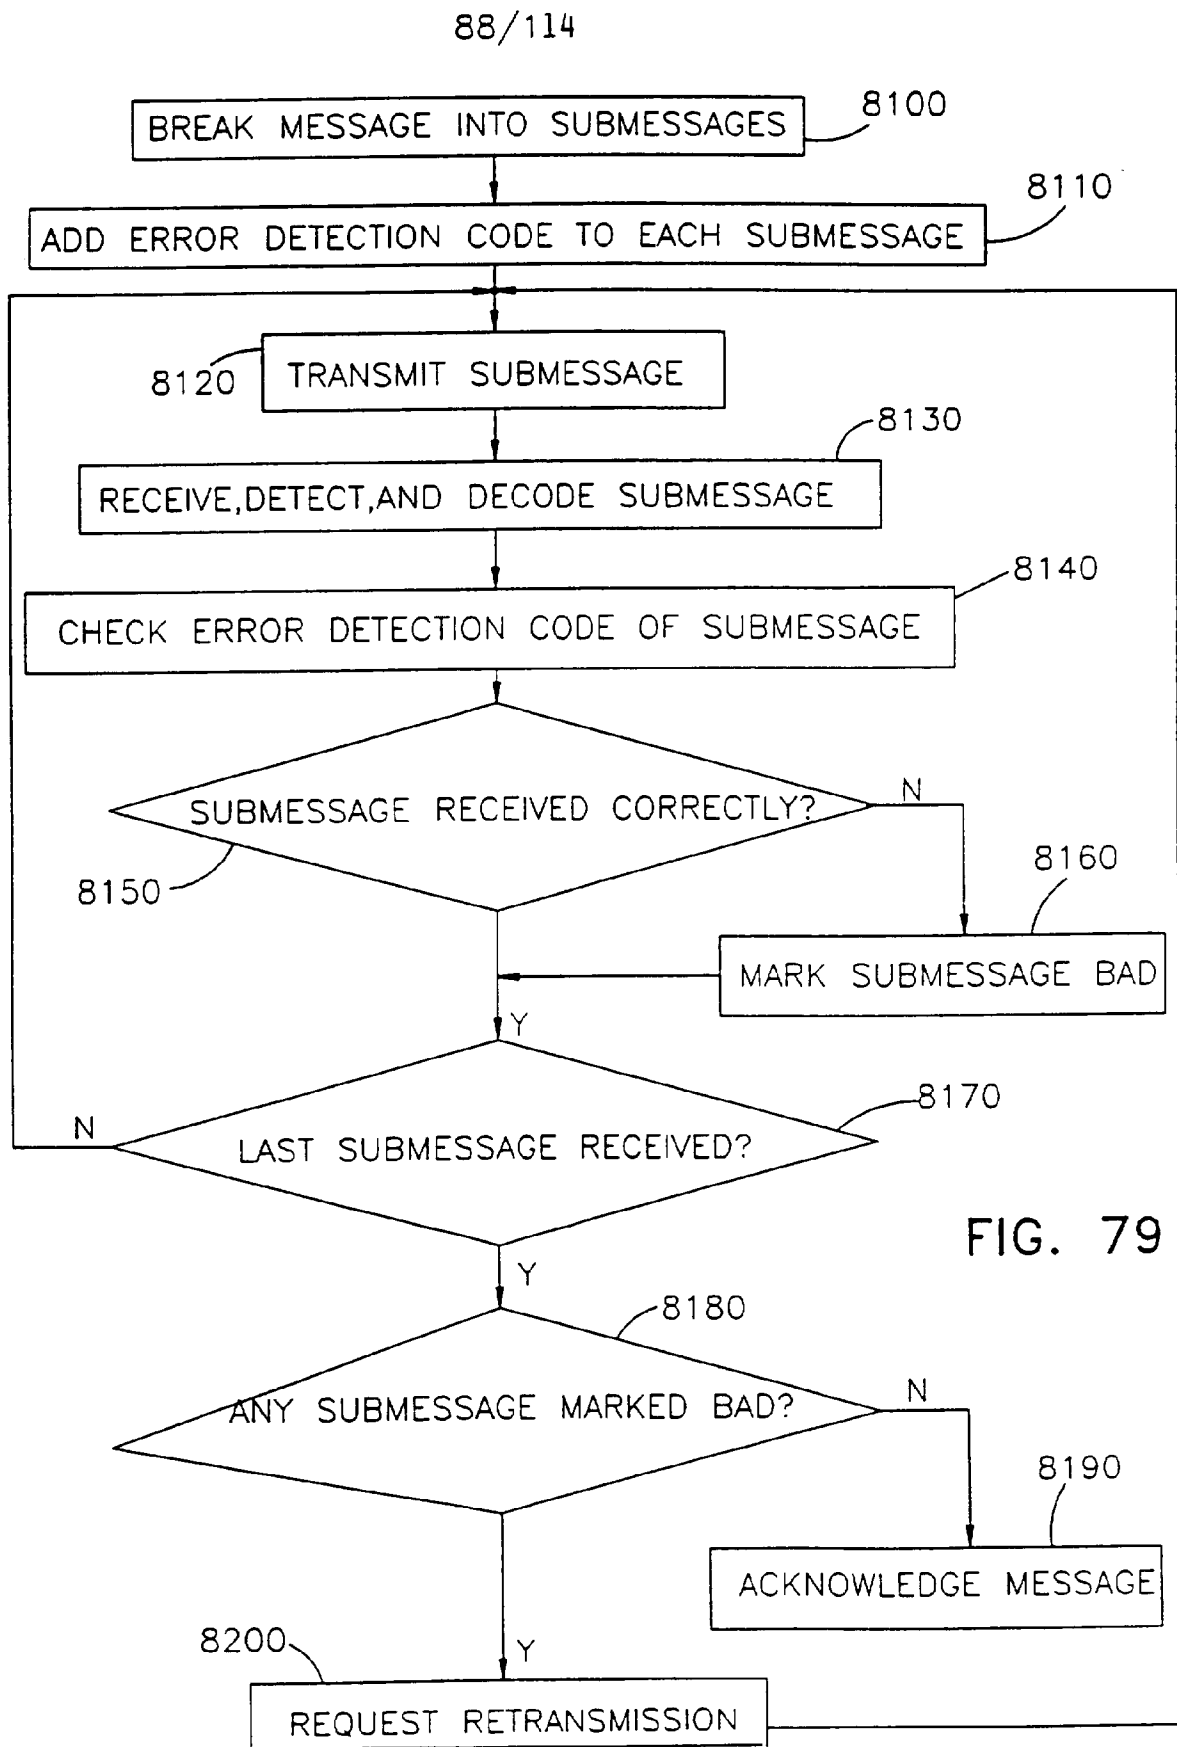 88/114
BREAK MESSAGE INTO SUBMESSAGES
8100
ADD ERROR DETECTION CODE TO EACH SUBMESSAGE
8110
8120
TRANSMIT SUBMESSAGE
8130
RECEIVE,DETECT,AND DECODE SUBMESSAGE
8140
CHECK ERROR DETECTION CODE OF SUBMESSAGE
SUBMESSAGE RECEIVED CORRECTLY?
N
8150
8160
MARK SUBMESSAGE BAD
Y
8170
N
LAST SUBMESSAGE RECEIVED?
FIG. 79
Y
8180
ANY SUBMESSAGE MARKED BAD?
N
8190
ACKNOWLEDGE MESSAGE
8200
Y
REQUEST RETRANSMISSION